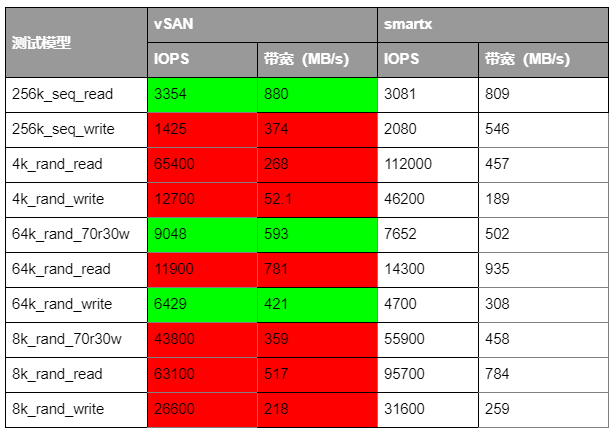 测试模型 vSAN smartx
IOPS 带宽（MB/s） IOPS 带宽（MB/s）
256k_seq_read 3354 880 3081 809
256k_seq_write 1425 374 2080 546
4k_rand_read 65400 268 112000 457
4k_rand_write 12700 52.1 46200 189
64k_rand_70r30w 9048 593 7652 502
64k_rand_read 11900 781 14300 935
64k_rand_write 6429 421 4700 308
8k_rand_70r30w 43800 359 55900 458
8k_rand_read 63100 517 95700 784
8k_rand_write 26600 218 31600 259